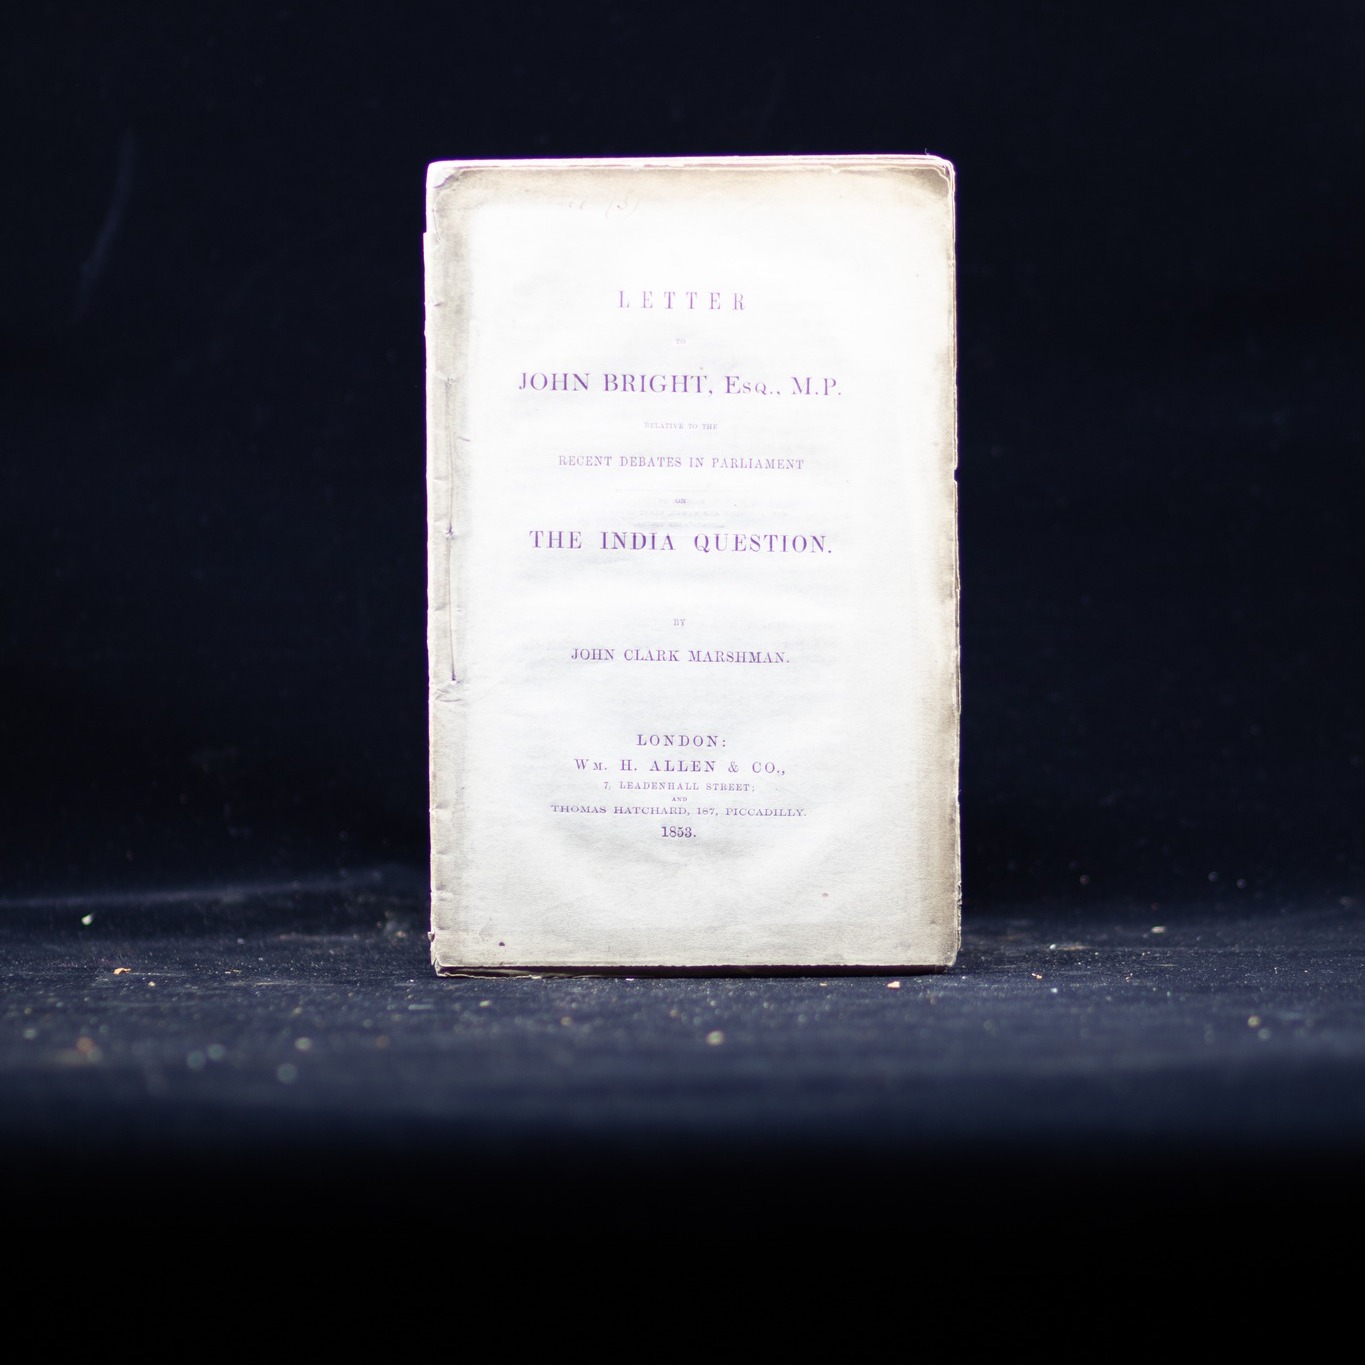 LETTER
TO
JOHN BRIGHT, Esq., M.P.
RELATIVE TO THE
RECENT DEBATES IN PARLIAMENT
ON
THE INDIA QUESTION.
BY
JOHN CLARK MARSHMAN.
LONDON:
Wm. H. ALLEN & CO.,
7, LEADENHALL STREET;
AND
THOMAS HATCHARD, 187, PICCADILLY.
1853.